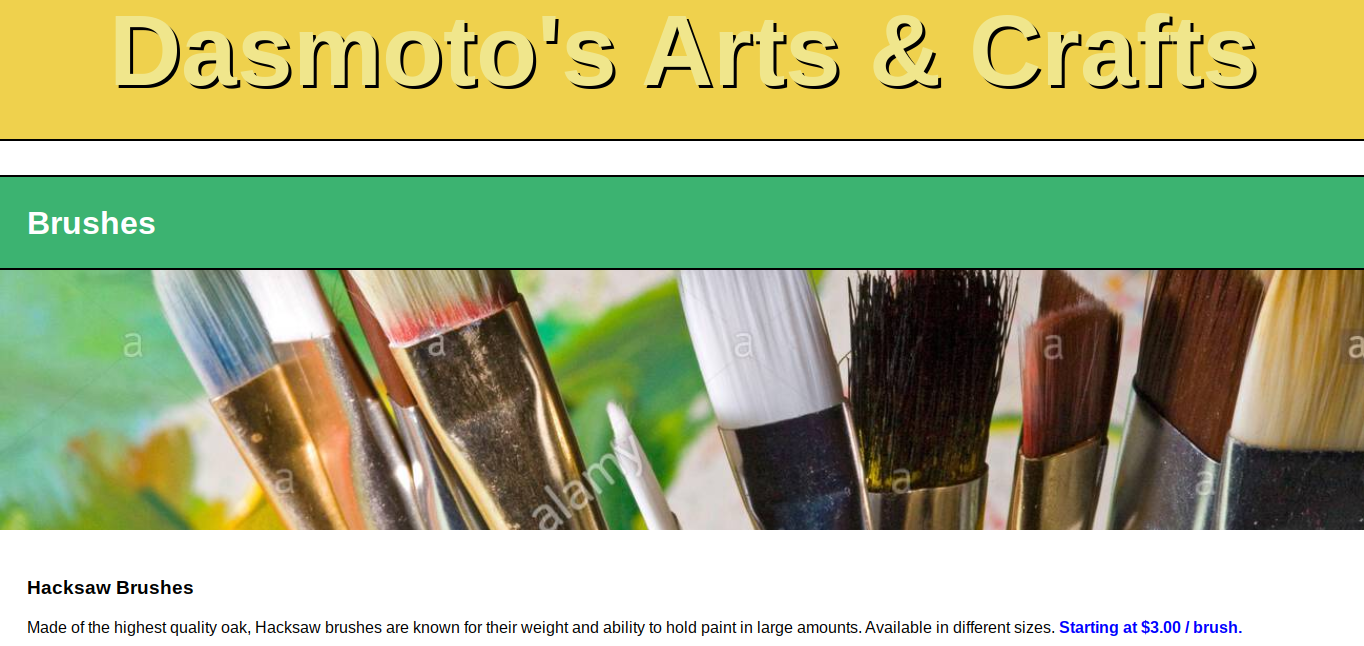 Dasmoto's Arts & Crafts
Brushes
a
a
a
a
a
alamy
a
a
Hacksaw Brushes
Made of the highest quality oak, Hacksaw brushes are known for their weight and ability to hold paint in large amounts. Available in different sizes. Starting at $3.00 / brush.